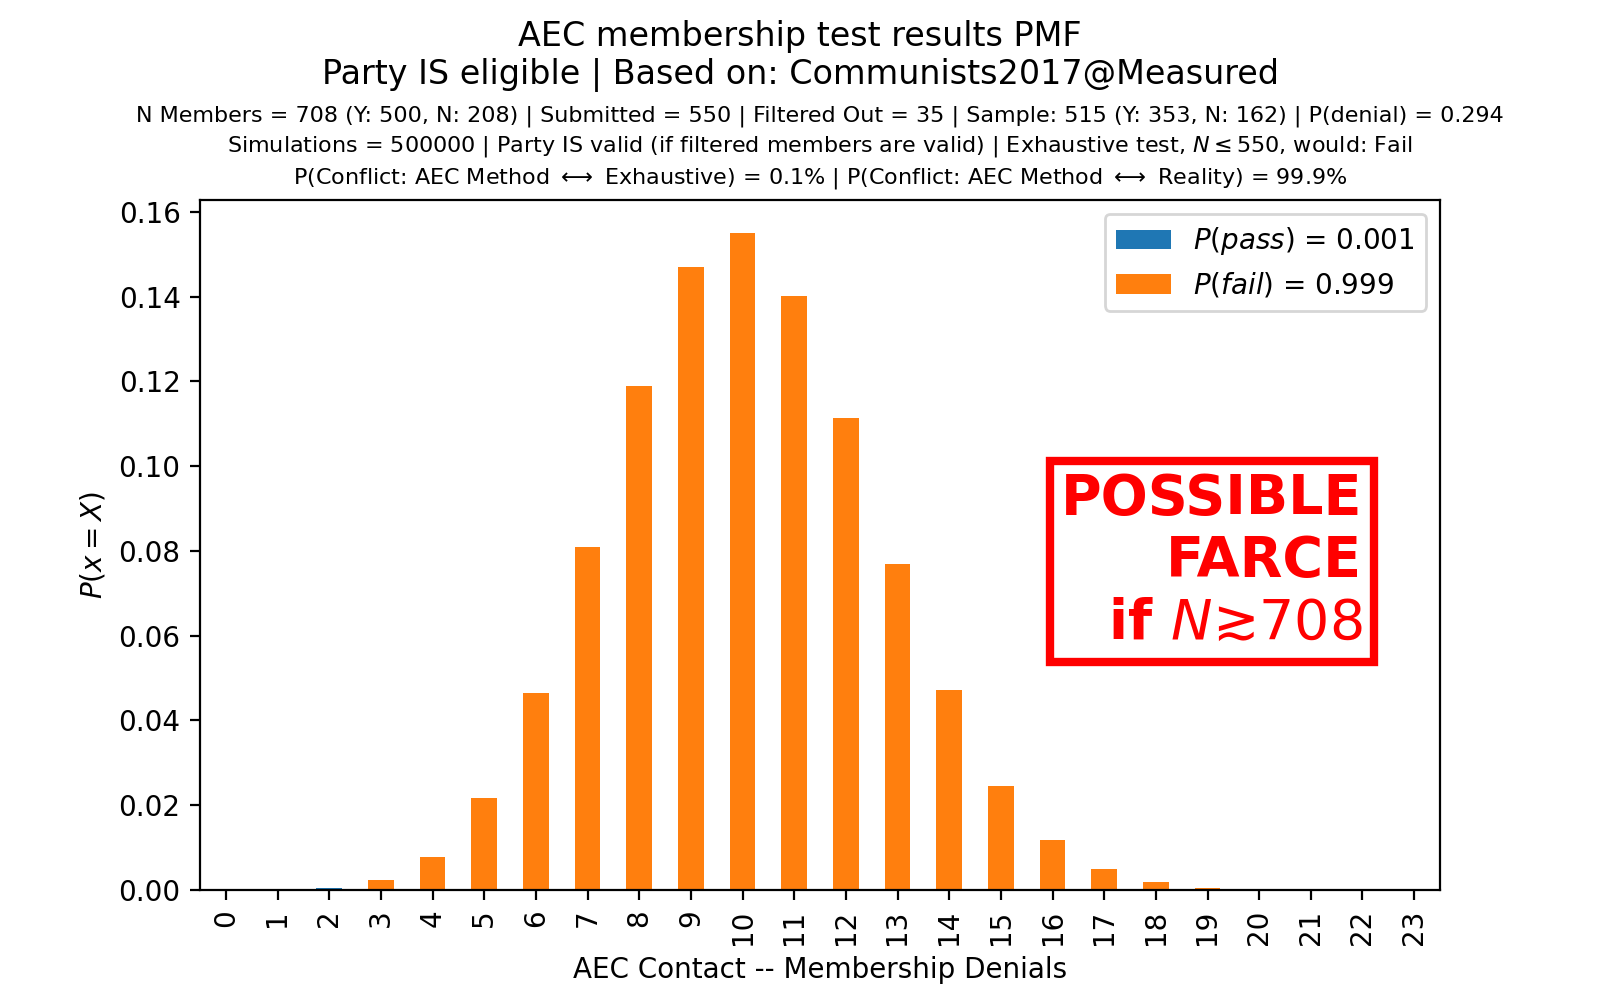 AEC membership test results PMF
Party IS eligible | Based on: Communists2017@Measured
N Members = 708 (Y: 500, N: 208) | Submitted = 550 | Filtered Out = 35 | Sample: 515 (Y: 353, N: 162) | P(denial) = 0.294
Simulations = 500000 | Party IS valid (if filtered members are valid) | Exhaustive test, N ≤ 550, would: Fail
P(Conflict: AEC Method ⟷ Exhaustive) = 0.1% | P(Conflict: AEC Method ⟷ Reality) = 99.9%
P(pass) = 0.001
P(fail) = 0.999
0.16
0.14
0.12
0.10
0.08
0.06
0.04
0.02
0.00
P(x = X)
POSSIBLE
FARCE
if N≳708
0 1 2 3 4 5 6 7 8 9 10 11 12 13 14 15 16 17 18 19 20 21 22 23
AEC Contact -- Membership Denials